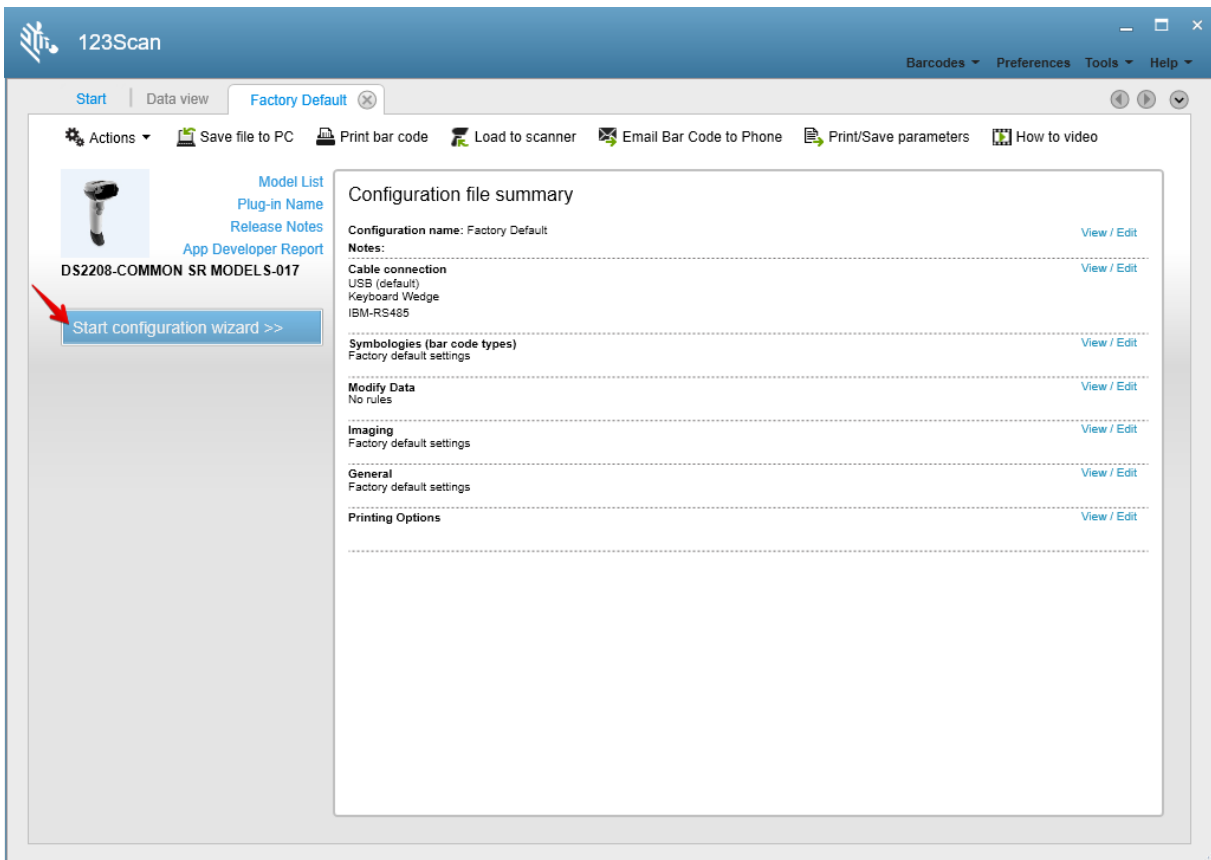 123Scan
Barcodes Preferences Tools Help
Start Data view Factory Default
Actions Save file to PC Print bar code Load to scanner Email Bar Code to Phone Print/Save parameters How to video
Model List
Plug-in Name
Release Notes
App Developer Report
DS2208-COMMON SR MODELS-017
Start configuration wizard >>
Configuration file summary
Configuration name: Factory Default View / Edit
Notes:
Cable connection View / Edit
USB (default)
Keyboard Wedge
IBM-RS485
Symbologies (bar code types) View / Edit
Factory default settings
Modify Data View / Edit
No rules
Imaging View / Edit
Factory default settings
General View / Edit
Factory default settings
Printing Options View / Edit